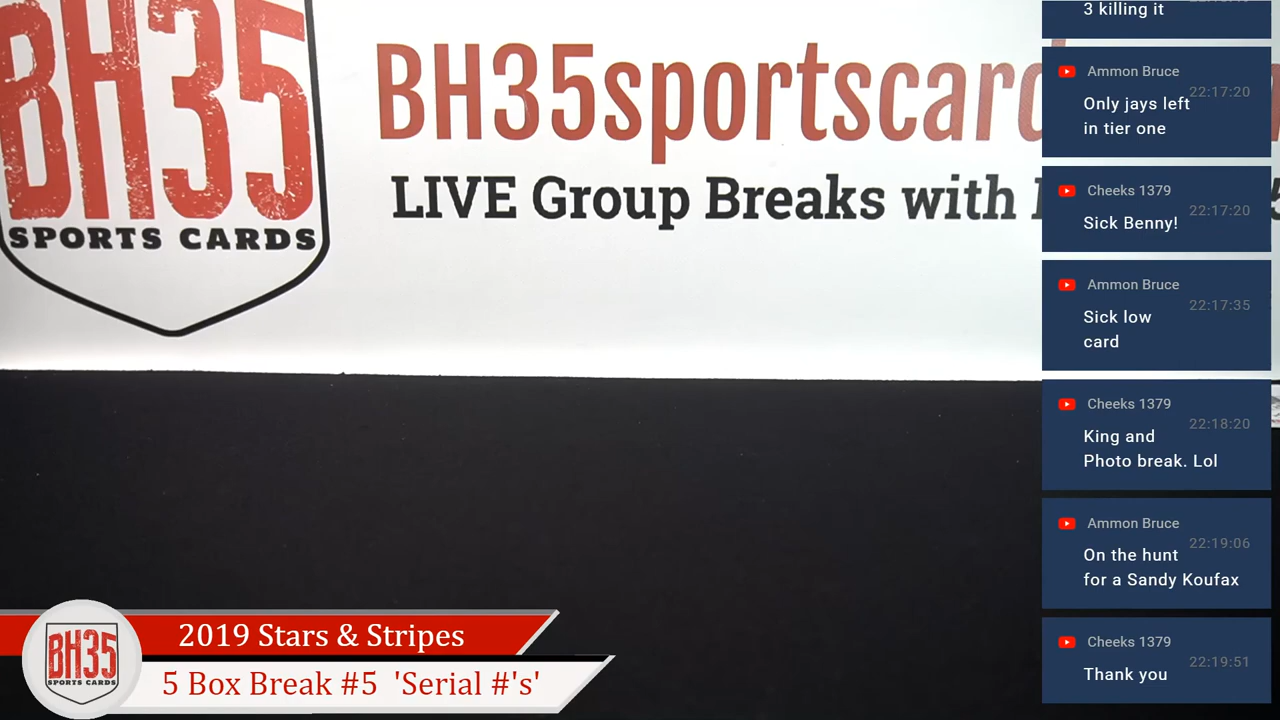 BH35
SPORTS CARDS
BH35sportscar
LIVE Group Breaks with
3 killing it
Ammon Bruce
22:17:20
Only jays left
in tier one
Cheeks 1379
22:17:20
Sick Benny!
Ammon Bruce
22:17:35
Sick low
card
Cheeks 1379
22:18:20
King and
Photo break. Lol
Ammon Bruce
22:19:06
On the hunt
for a Sandy Koufax
Cheeks 1379
22:19:51
Thank you
BH35
SPORTS CARDS
2019 Stars & Stripes
5 Box Break #5 'Serial #'s'